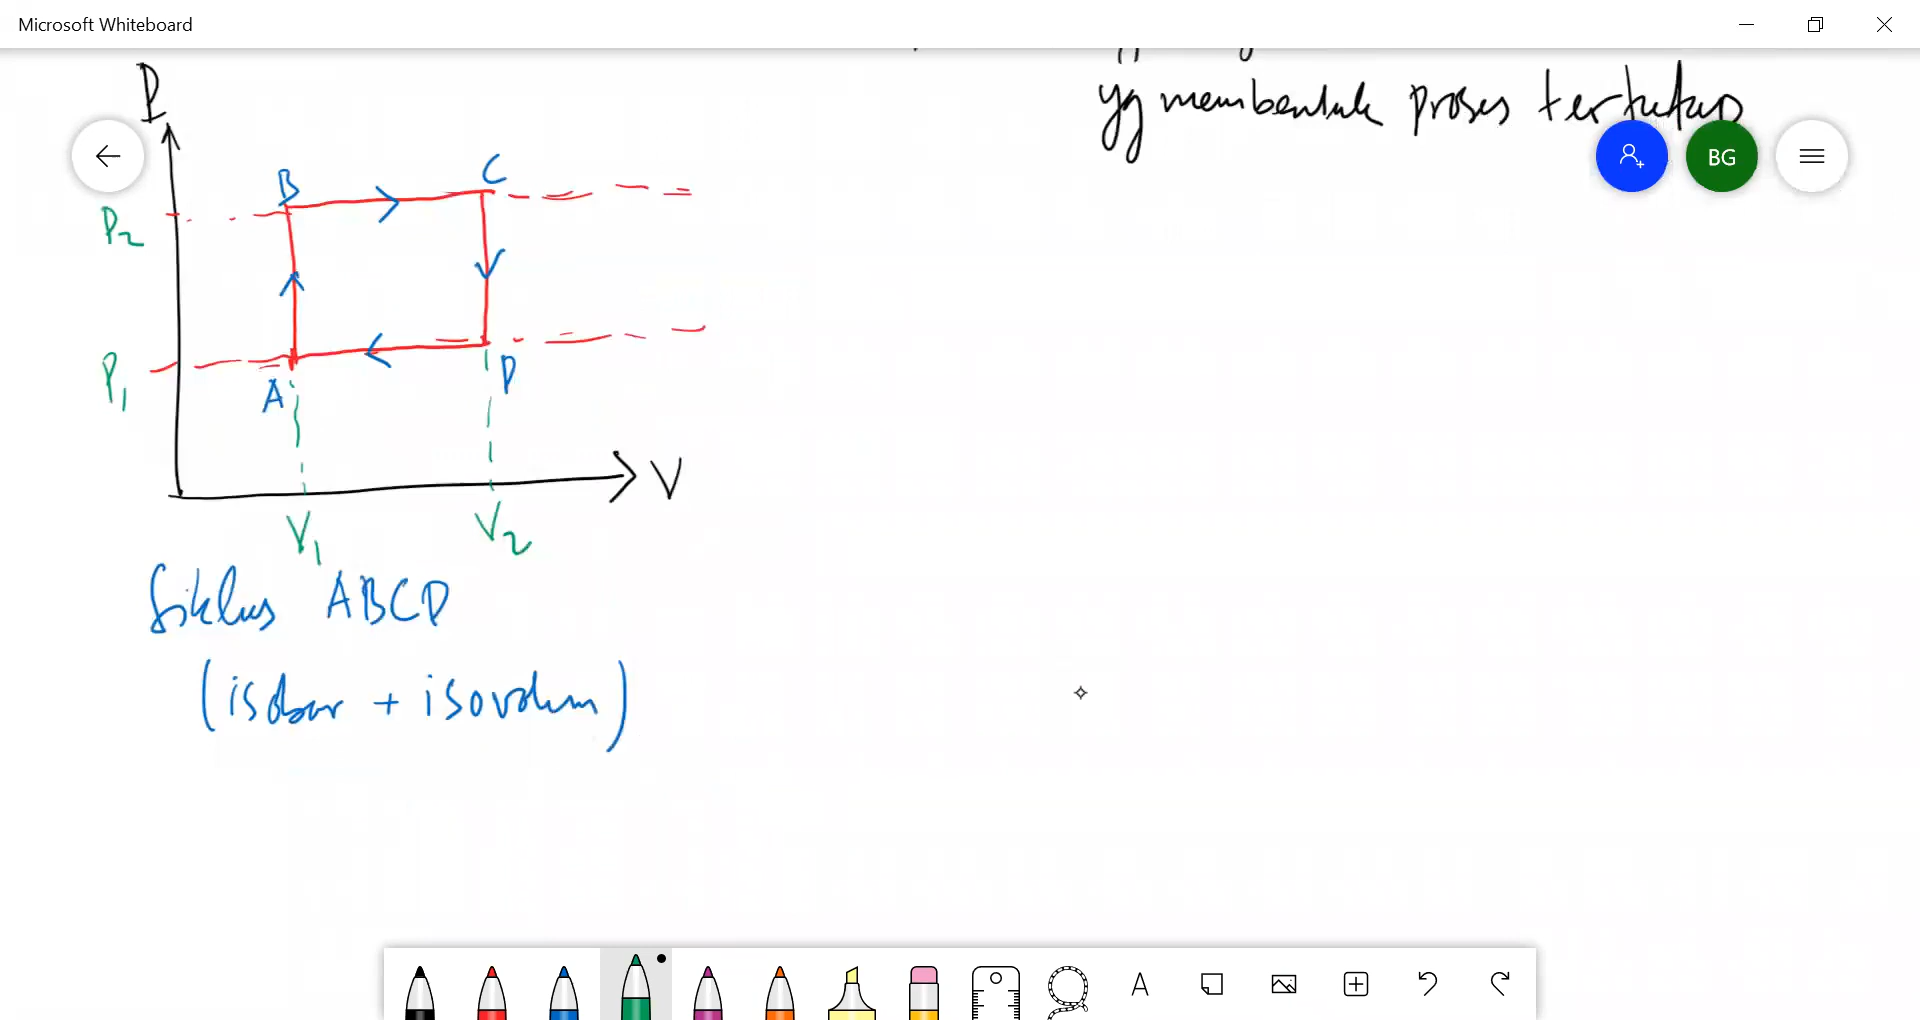 Microsoft Whiteboard
yg membentuk proses tertutup
P
BG
B
C
P2
P1
A
D
V
V1
V2
Siklus ABCD
(isobar + isovolum)
A